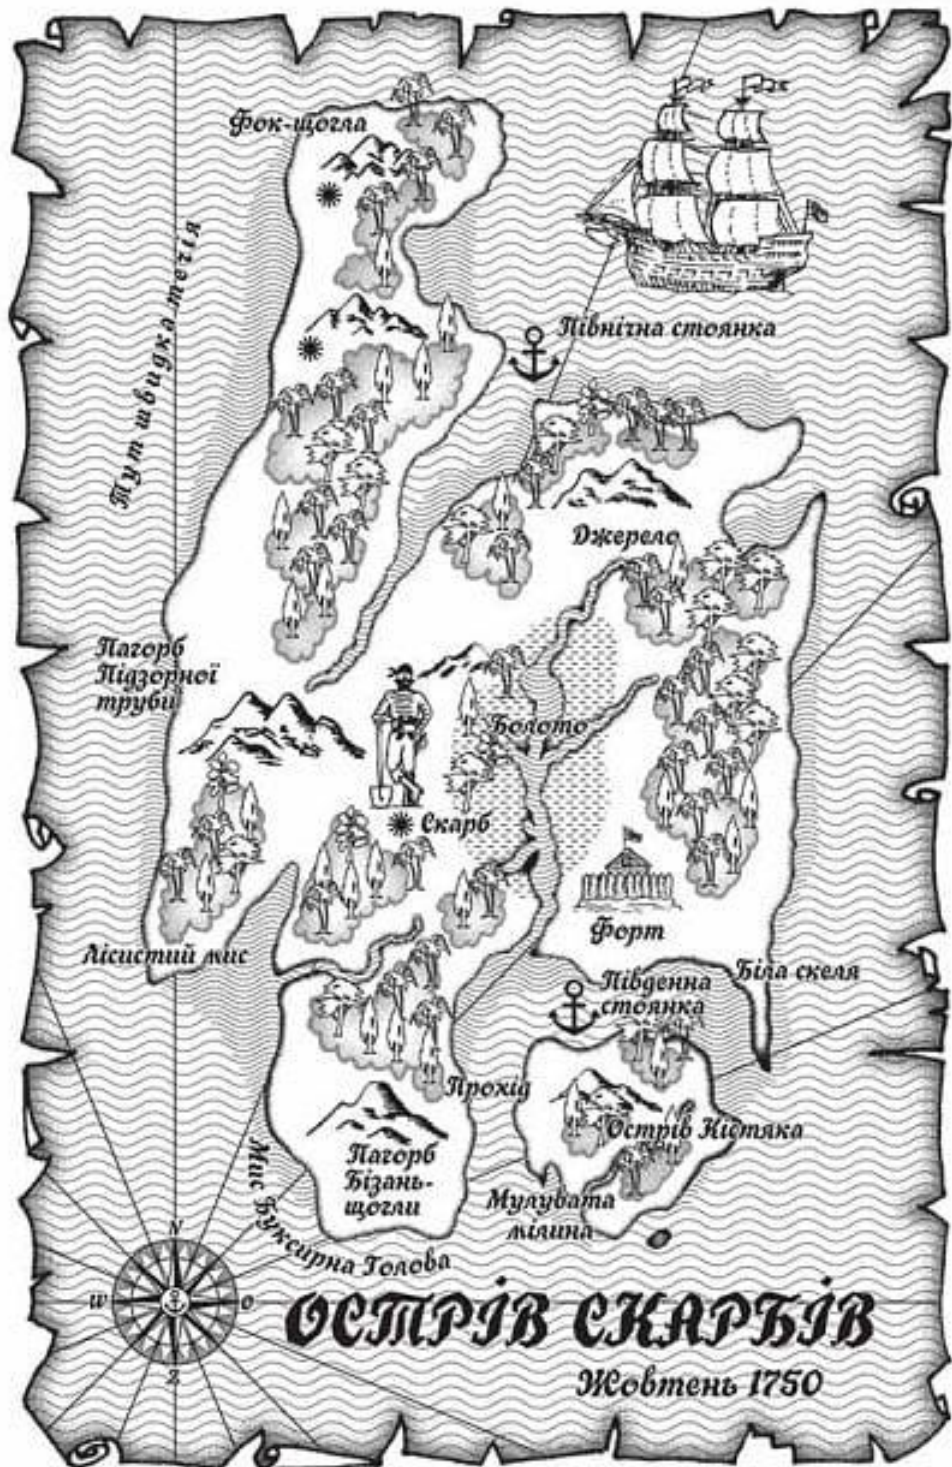 Фок-щогла
Тут швидка течія
Північна стоянка
Джерело
Пагорб
Підзорної
труби
Болото
Скарб
Форт
Лісистий мис
Біла скеля
Південна
стоянка
Прохід
Острів Кістяка
Пагорб
Бізань-
щогли
Мулувата
мілина
Мис Буксирна Голова
N
W
O
Z
ОСТРІВ СКАРБІВ
Жовтень 1750